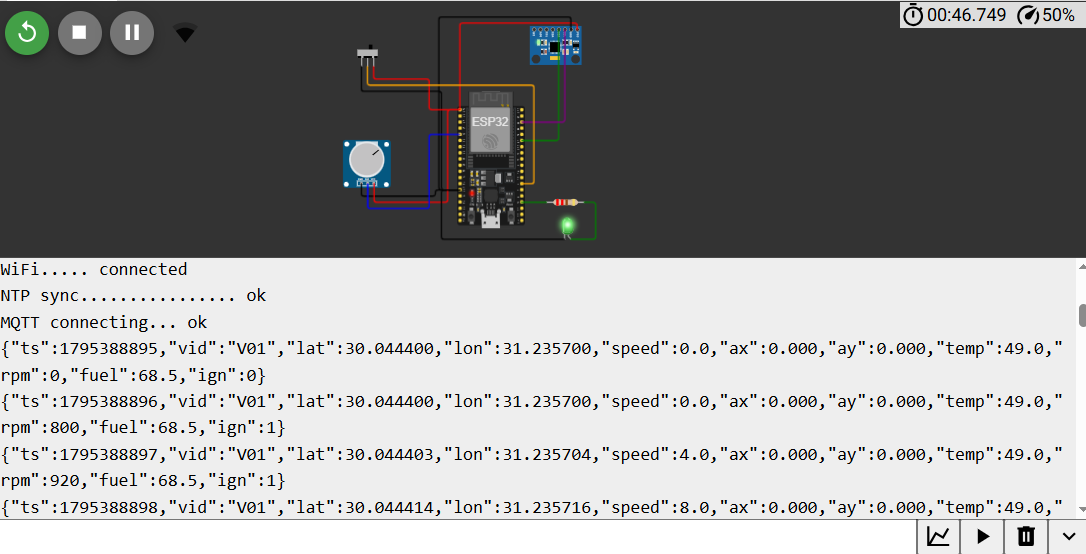 00:46.749 50%
ESP32
WiFi..... connected
NTP sync................ ok
MQTT connecting... ok
{"ts":1795388895,"vid":"V01","lat":30.044400,"lon":31.235700,"speed":0.0,"ax":0.000,"ay":0.000,"temp":49.0,"
rpm":0,"fuel":68.5,"ign":0}
{"ts":1795388896,"vid":"V01","lat":30.044400,"lon":31.235700,"speed":0.0,"ax":0.000,"ay":0.000,"temp":49.0,"
rpm":800,"fuel":68.5,"ign":1}
{"ts":1795388897,"vid":"V01","lat":30.044403,"lon":31.235704,"speed":4.0,"ax":0.000,"ay":0.000,"temp":49.0,"
rpm":920,"fuel":68.5,"ign":1}
{"ts":1795388898,"vid":"V01","lat":30.044414,"lon":31.235716,"speed":8.0,"ax":0.000,"ay":0.000,"temp":49.0,"